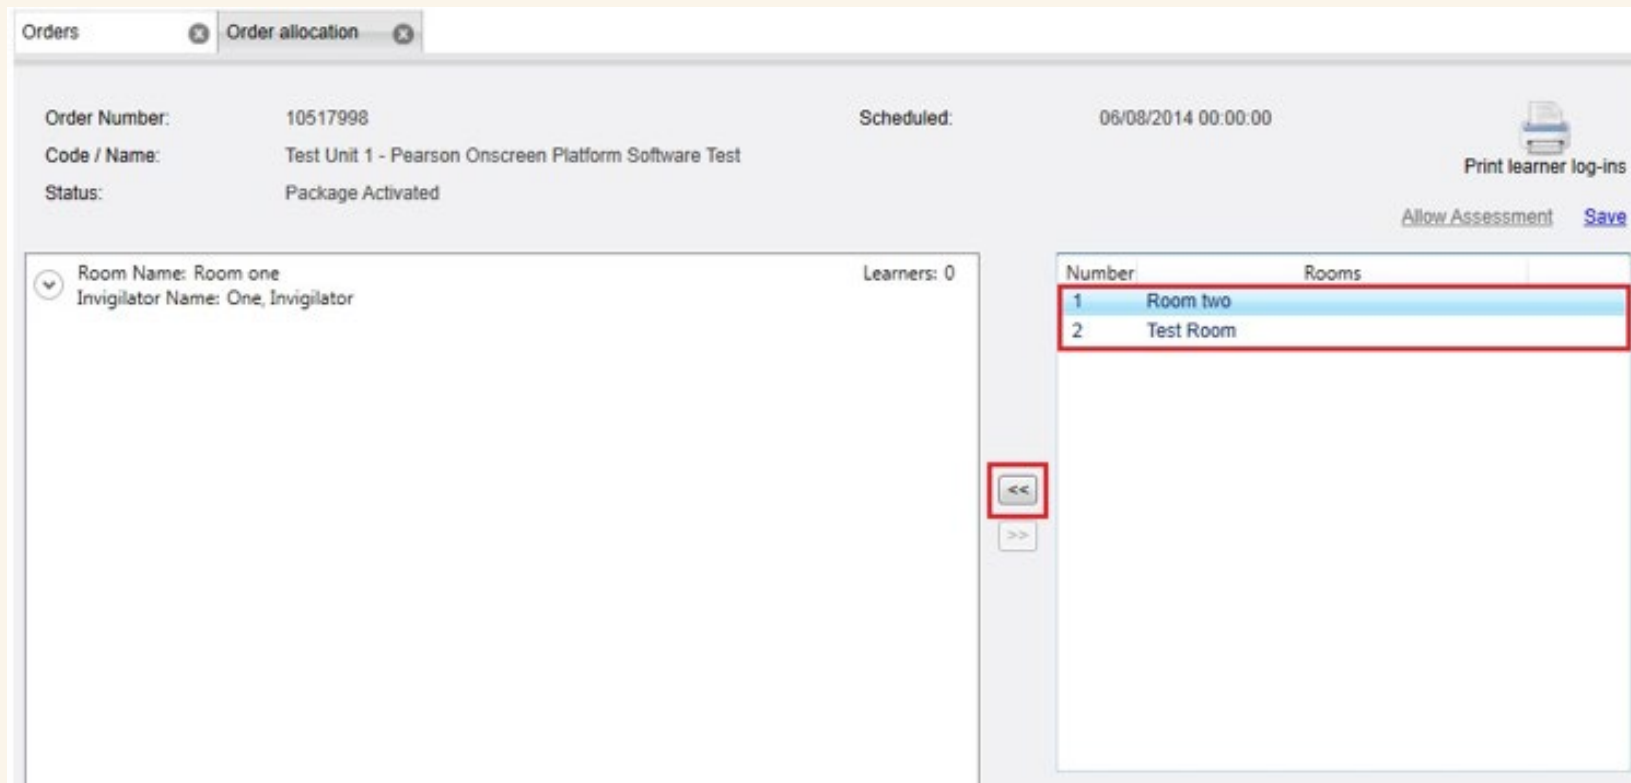 Orders
Order allocation
Order Number: 10517998 Scheduled: 06/08/2014 00:00:00
Code / Name: Test Unit 1 - Pearson Onscreen Platform Software Test
Print learner log-ins
Status: Package Activated
Allow Assessment Save
Room Name: Room one Learners: 0
Invigilator Name: One, Invigilator
Number Rooms
1 Room two
2 Test Room
<<
>>